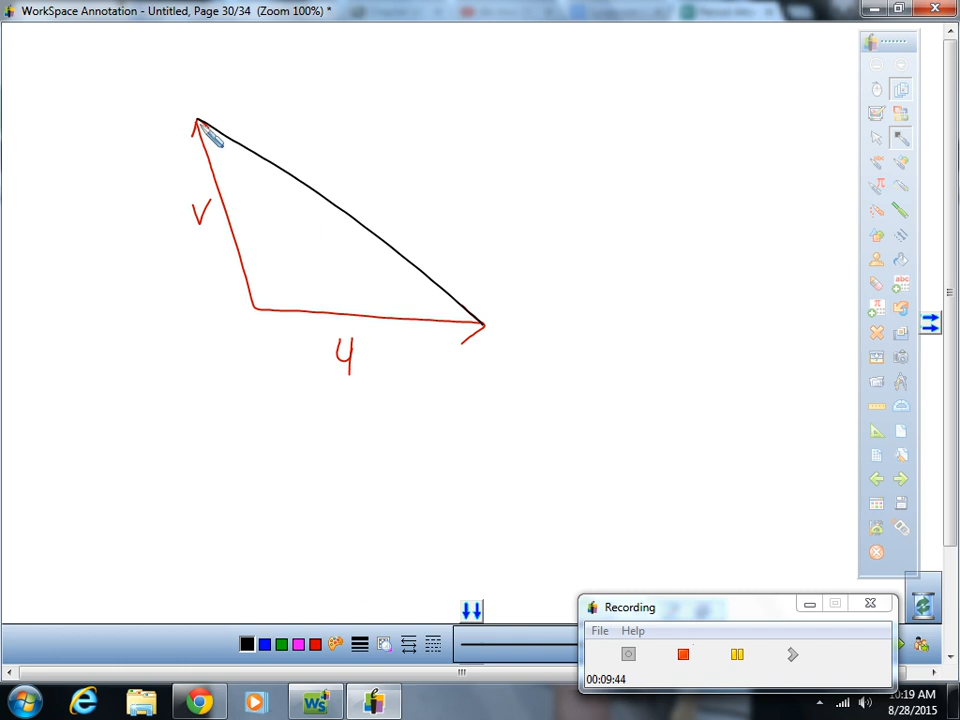 WorkSpace Annotation - Untitled, Page 30/34 (Zoom 100%) *
v
4
Recording
File Help
00:09:44
10:19 AM
8/28/2015